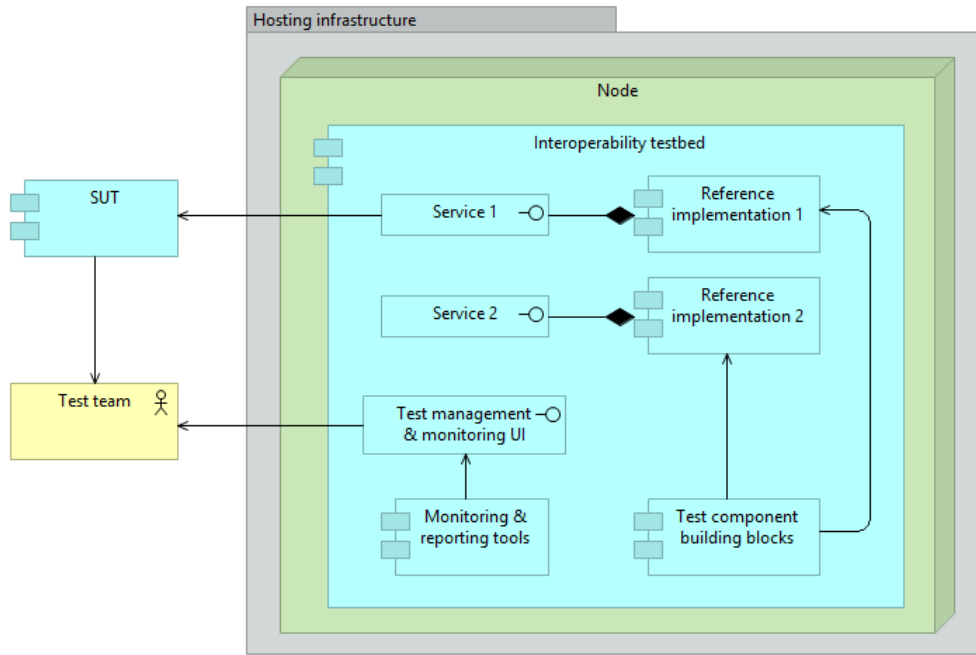 Hosting infrastructure
Node
Interoperability testbed
SUT
Service 1
Reference
implementation 1
Service 2
Reference
implementation 2
Test team
Test management
& monitoring UI
Monitoring &
reporting tools
Test component
building blocks